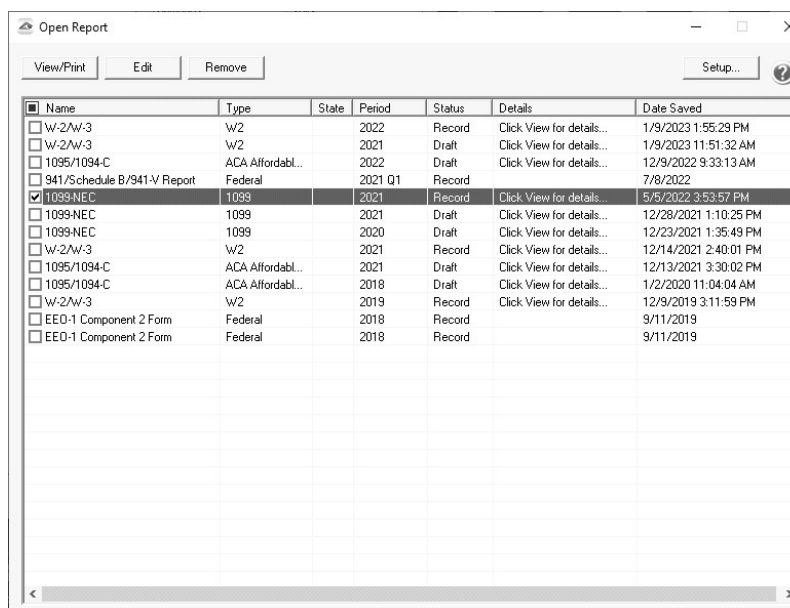 Open Report
View/Print Edit Remove Setup...
Name Type State Period Status Details Date Saved
W-2/W-3 W2 2022 Record Click View for details... 1/9/2023 1:55:29 PM
W-2/W-3 W2 2021 Draft Click View for details... 1/9/2023 11:51:32 AM
1095/1094-C ACA Affordabl... 2022 Draft Click View for details... 12/9/2022 9:33:13 AM
941/Schedule B/941-V Report Federal 2021 Q1 Record 7/8/2022
1099-NEC 1099 2021 Record Click View for details... 5/5/2022 3:53:57 PM
1099-NEC 1099 2021 Draft Click View for details... 12/28/2021 1:10:25 PM
1099-NEC 1099 2020 Draft Click View for details... 12/23/2021 1:35:49 PM
W-2/W-3 W2 2021 Record Click View for details... 12/14/2021 2:40:01 PM
1095/1094-C ACA Affordabl... 2021 Draft Click View for details... 12/13/2021 3:30:02 PM
1095/1094-C ACA Affordabl... 2018 Draft Click View for details... 1/2/2020 11:04:04 AM
W-2/W-3 W2 2019 Record Click View for details... 12/9/2019 3:11:59 PM
EEO-1 Component 2 Form Federal 2018 Record 9/11/2019
EEO-1 Component 2 Form Federal 2018 Record 9/11/2019